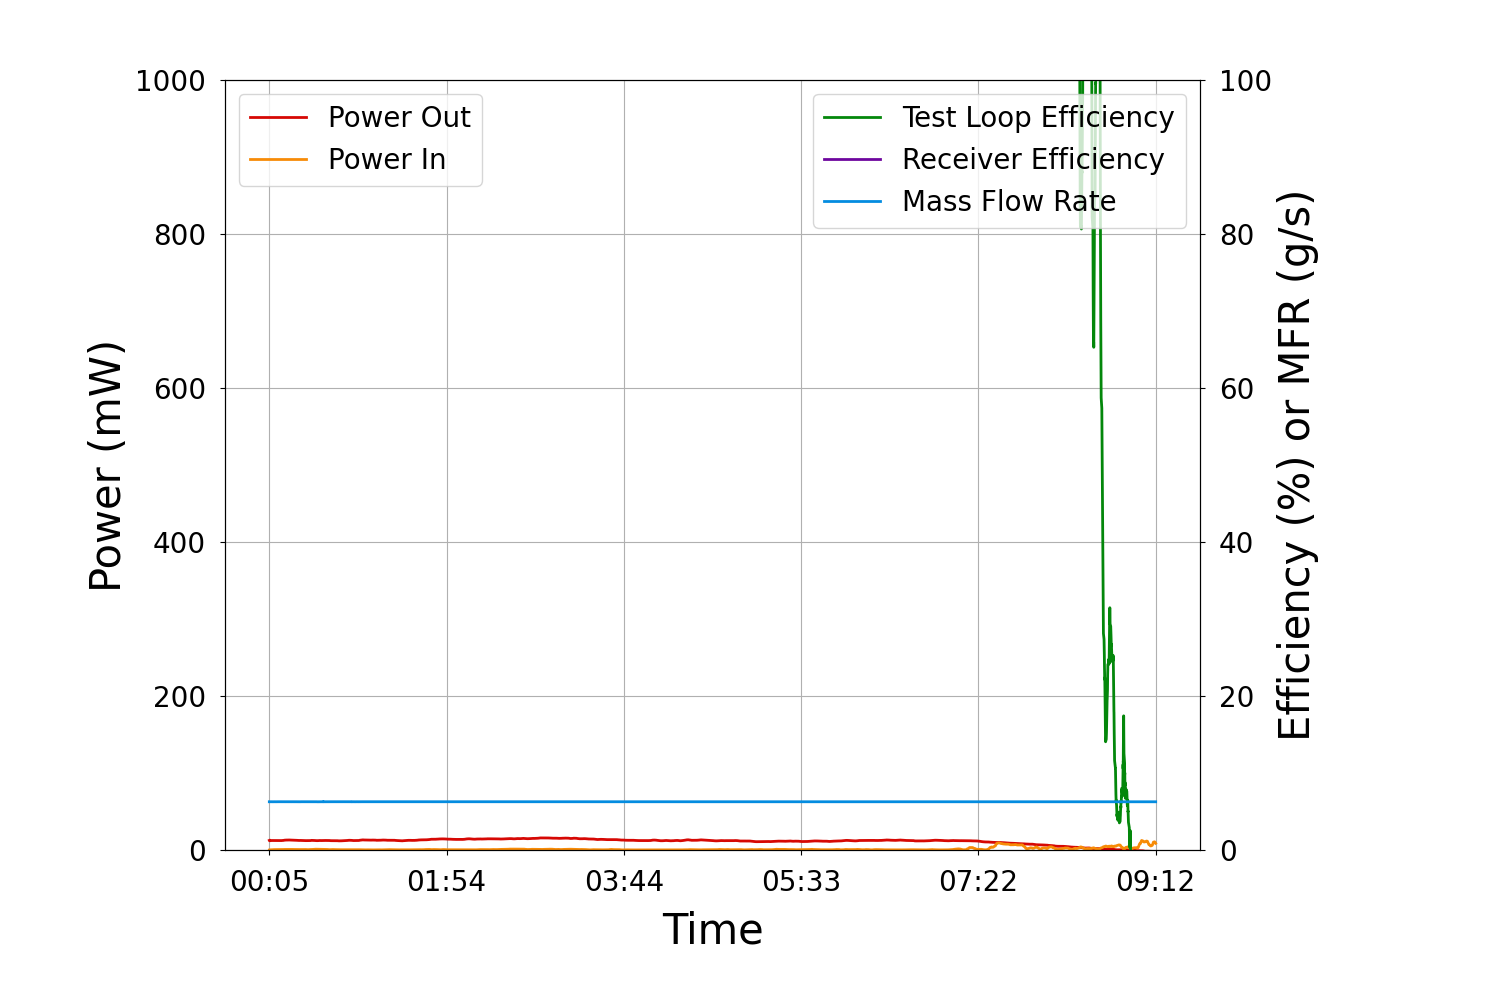 1000
800
600
400
200
0
Power (mW)
Power Out
Power In
Test Loop Efficiency
Receiver Efficiency
Mass Flow Rate
100
80
60
40
20
0
Efficiency (%) or MFR (g/s)
00:05 01:54 03:44 05:33 07:22 09:12
Time